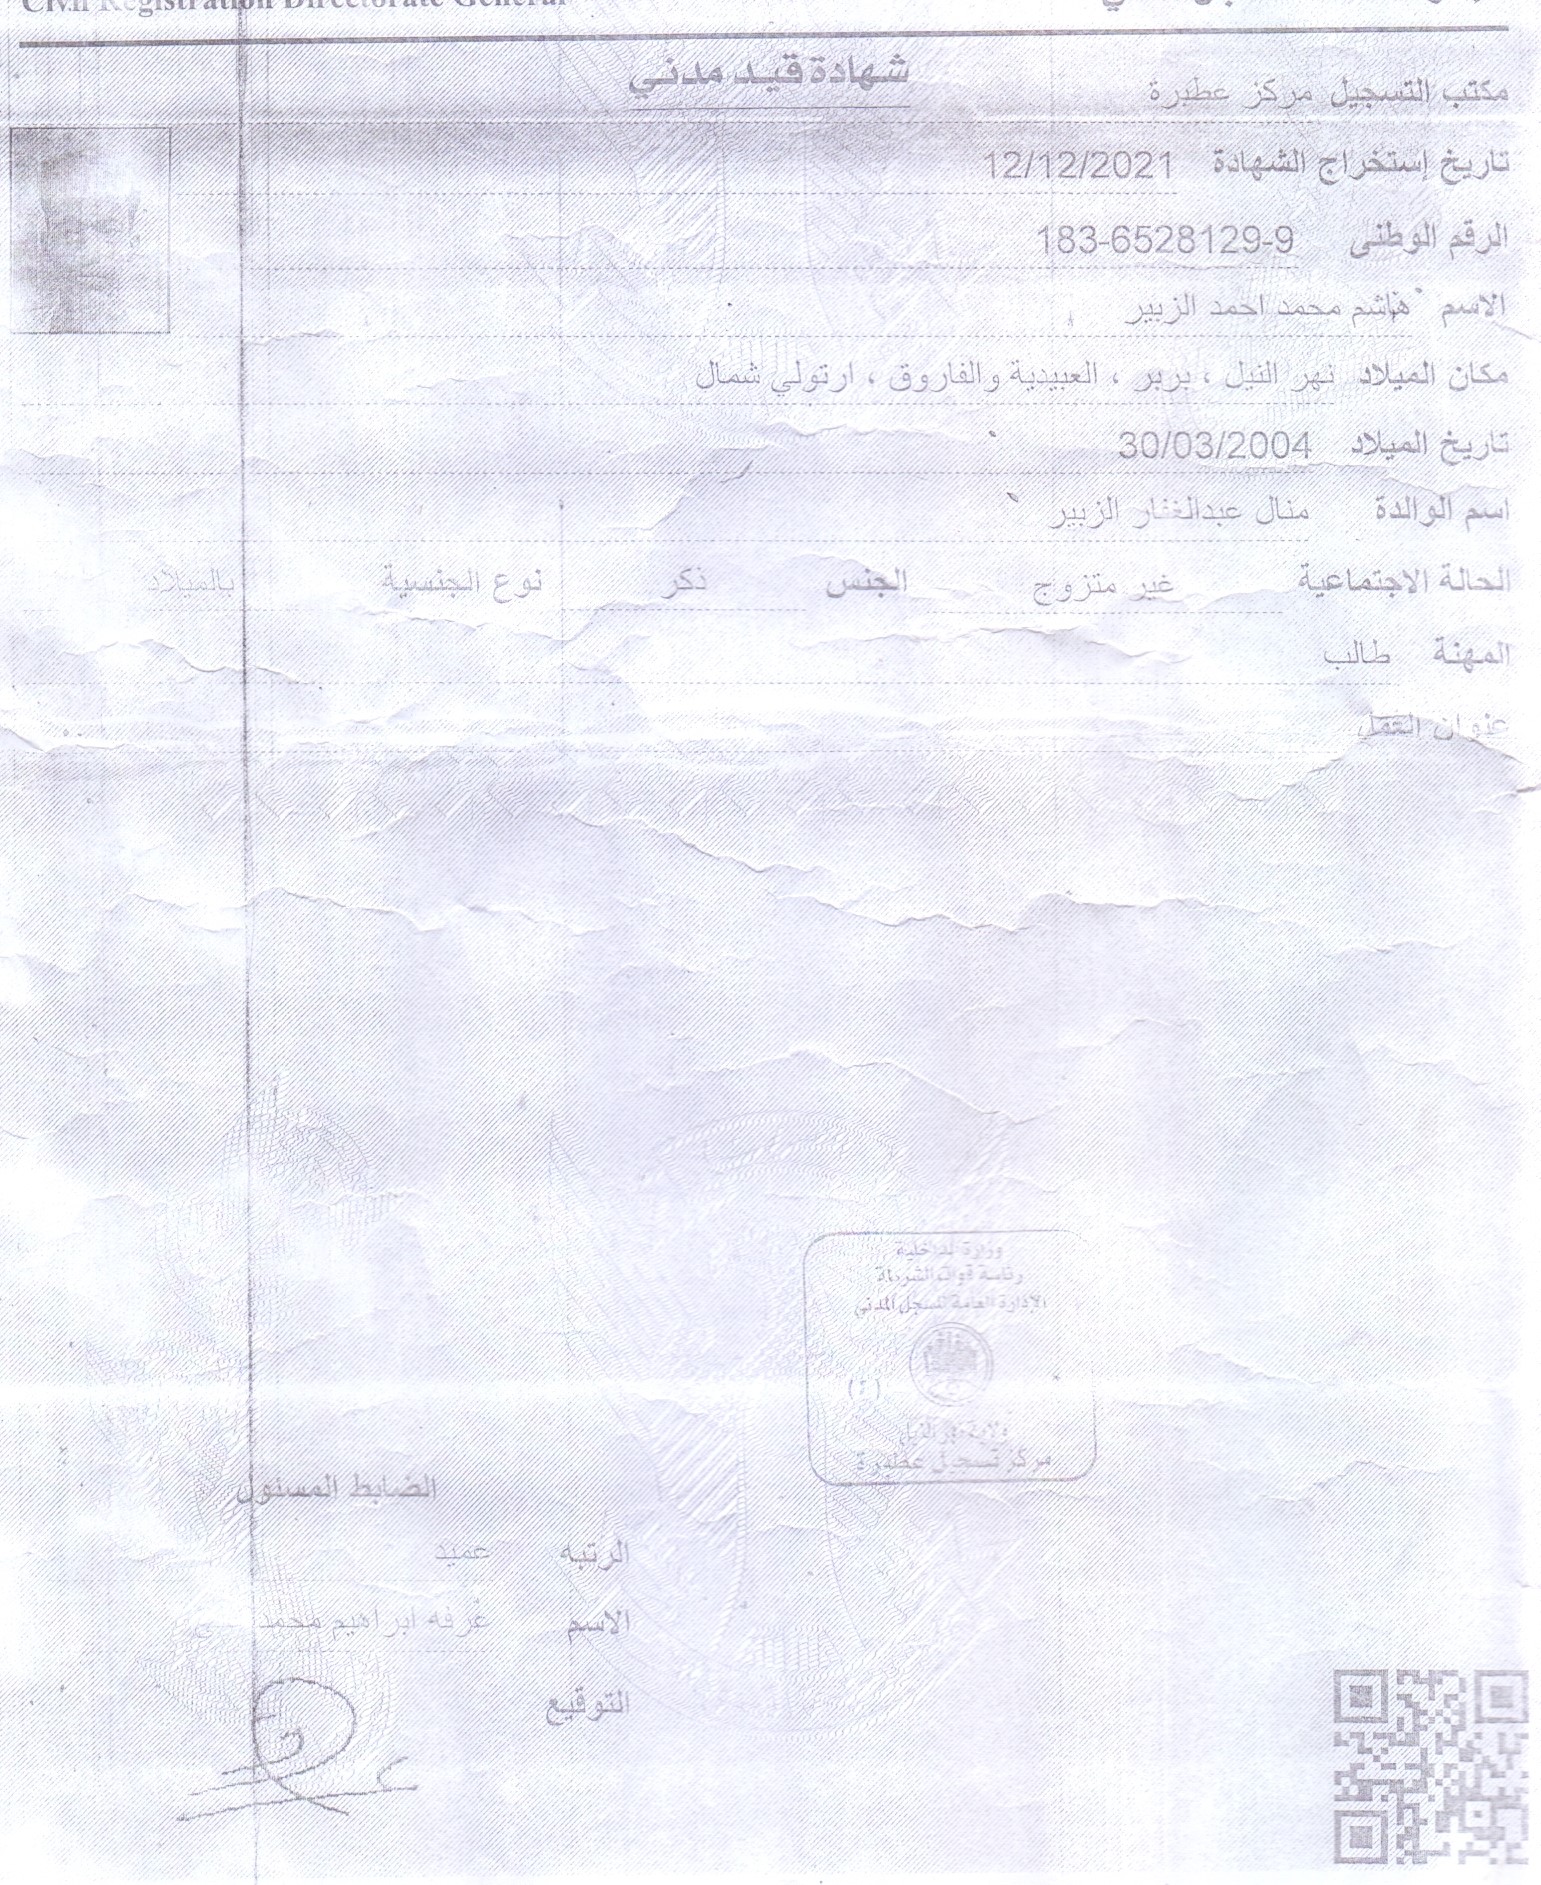 Civil Registration Directorate General
شهادة قيد مدني
مكتب التسجيل مركز عطبرة
تاريخ إستخراج الشهادة 12/12/2021
الرقم الوطنى 183-6528129-9
الاسم هاشم محمد احمد الزبير
مكان الميلاد نهر النيل ، بربر ، العبيدية والفاروق ، ارتولي شمال
تاريخ الميلاد 30/03/2004
اسم الوالدة منال عبدالغفار الزبير
الحالة الاجتماعية غير متزوج الجنس ذكر نوع الجنسية بالميلاد
المهنة طالب
عنوان العمل
وزارة الداخلية
رئاسة قوات الشرطة
الإدارة العامة للسجل المدني
(٤)
ولاية نهر النيل
مركز تسجيل عطبرة
الضابط المسئول
الرتبه عميد
الاسم عرفه ابراهيم محمد
التوقيع